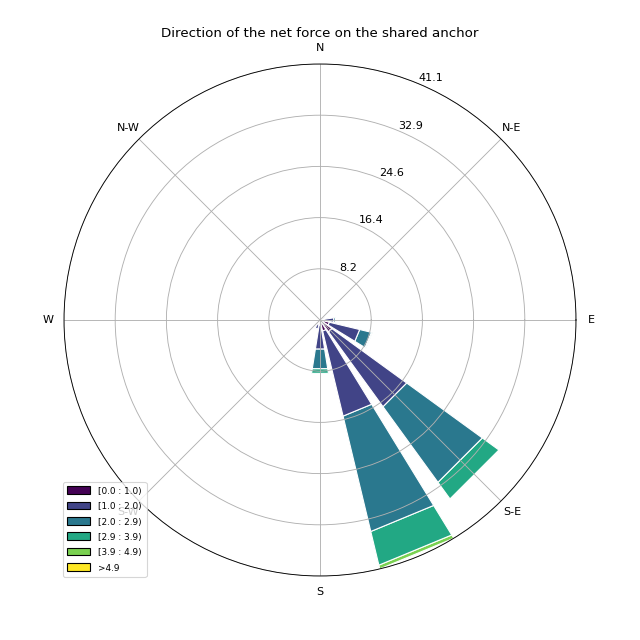 Direction of the net force on the shared anchor
N
41.1
N-W
32.9
N-E
24.6
16.4
8.2
W
E
[0.0 : 1.0)
[1.0 : 2.0)
[2.0 : 2.9)
[2.9 : 3.9)
[3.9 : 4.9)
>4.9
S-W
S-E
S